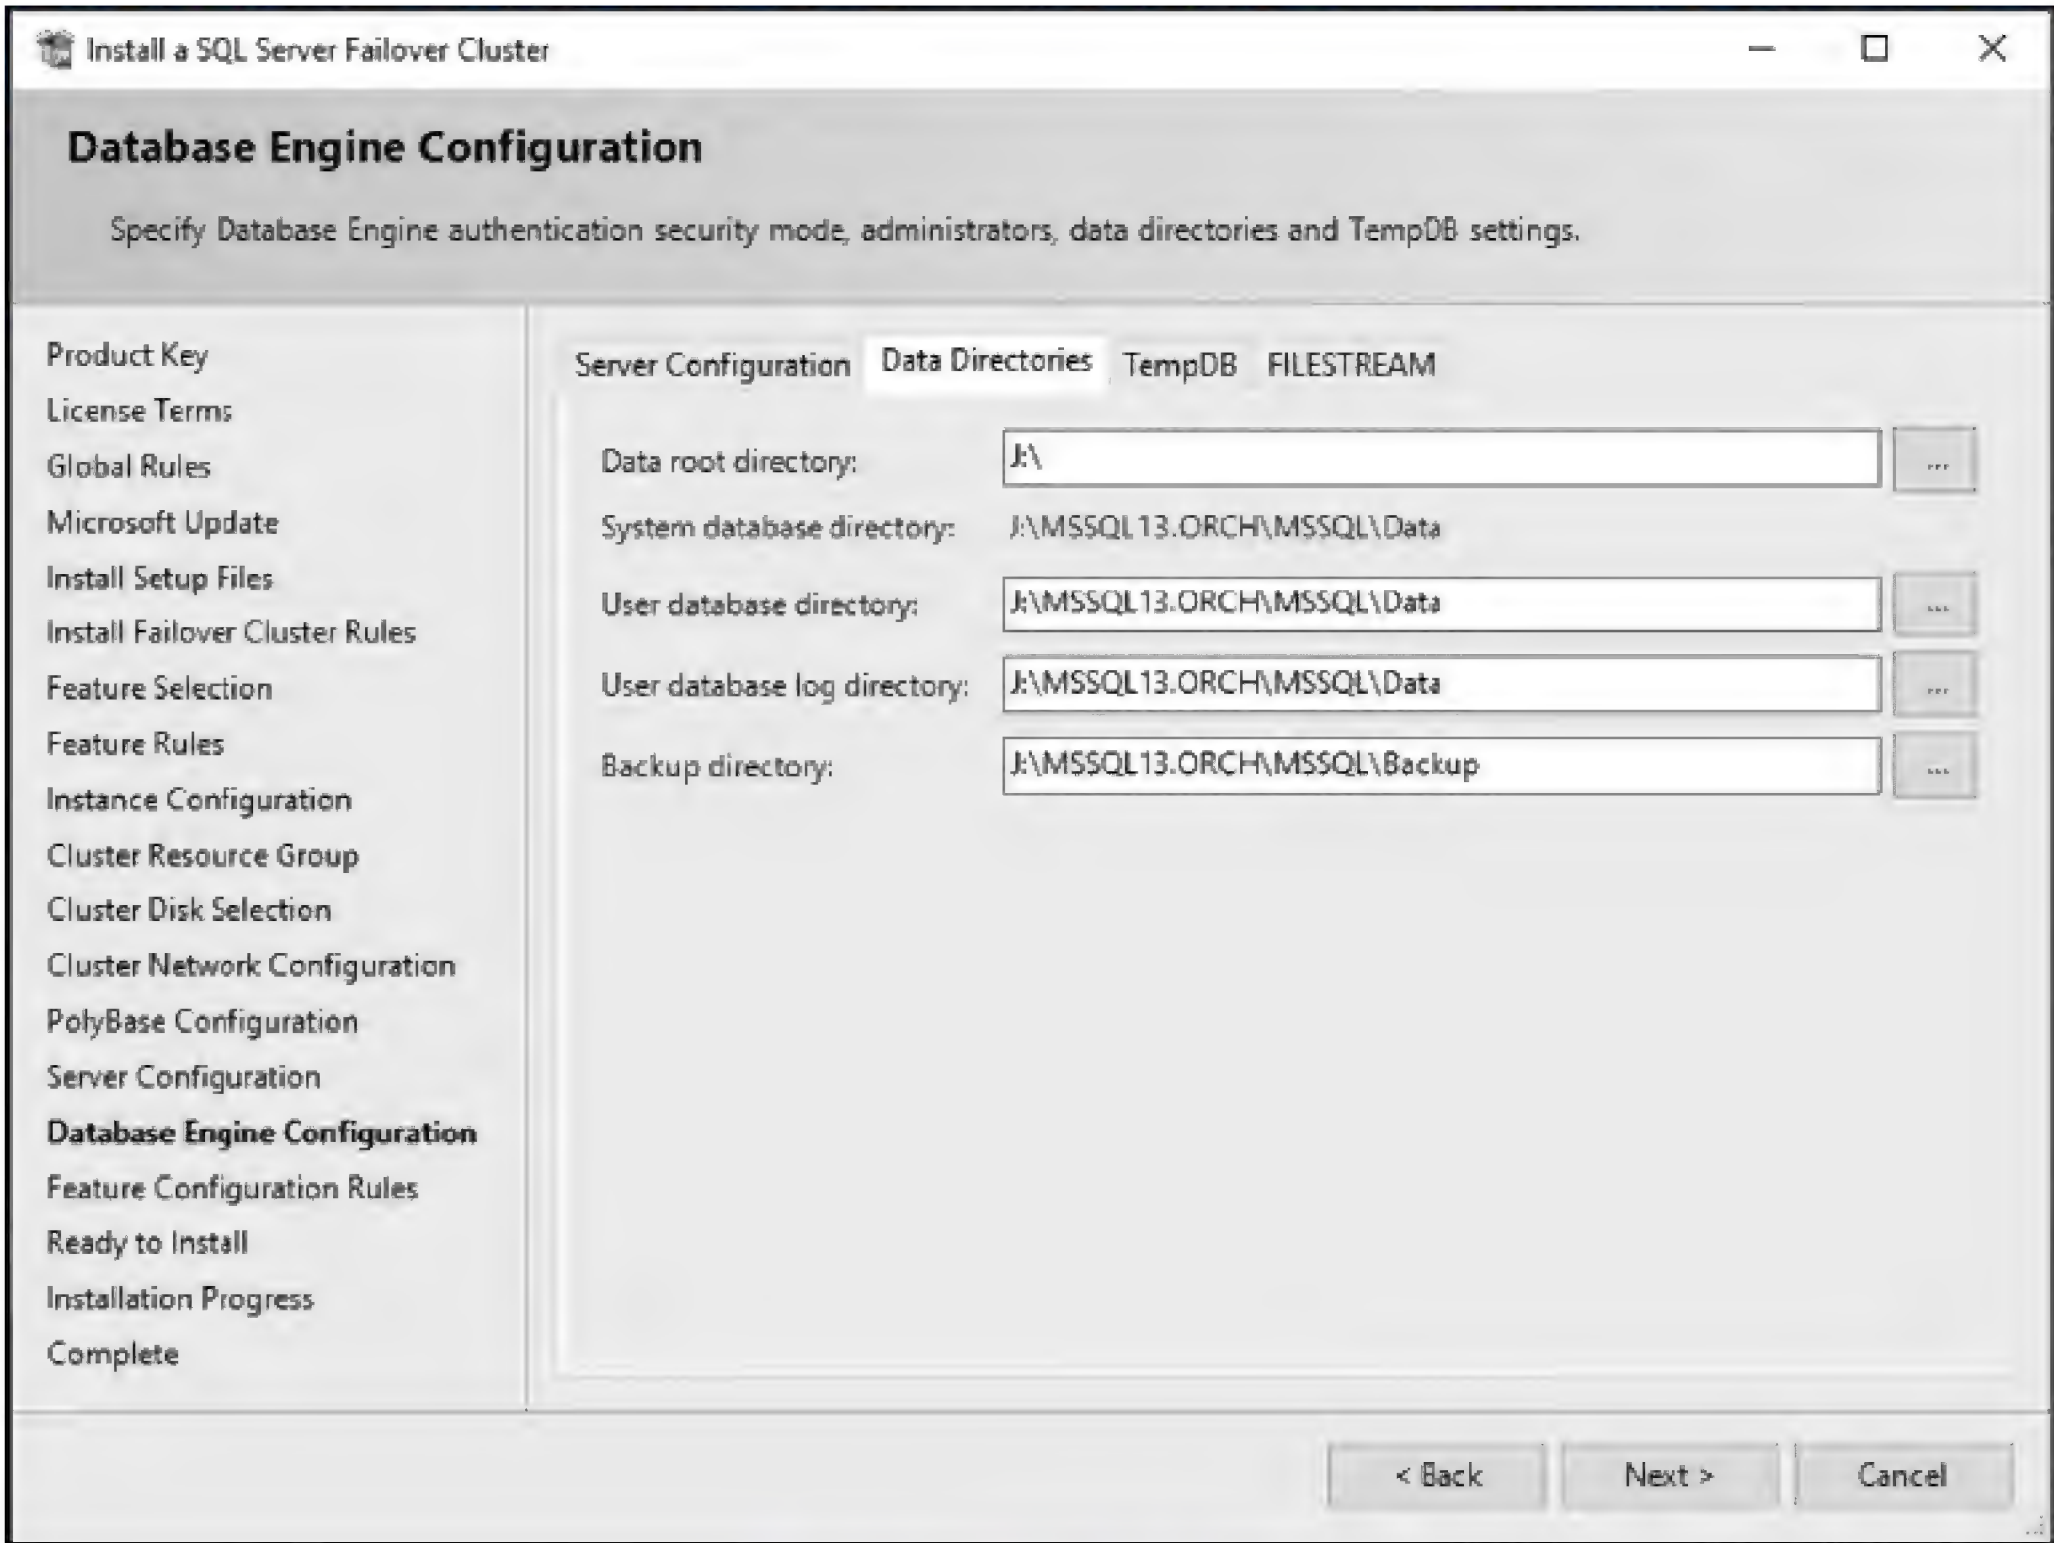 Install a SQL Server Failover Cluster
Database Engine Configuration
Specify Database Engine authentication security mode, administrators, data directories and TempDB settings.
Product Key
License Terms
Global Rules
Microsoft Update
Install Setup Files
Install Failover Cluster Rules
Feature Selection
Feature Rules
Instance Configuration
Cluster Resource Group
Cluster Disk Selection
Cluster Network Configuration
PolyBase Configuration
Server Configuration
Database Engine Configuration
Feature Configuration Rules
Ready to Install
Installation Progress
Complete
Server Configuration Data Directories TempDB FILESTREAM
Data root directory: J:\ ...
System database directory: J:\MSSQL13.ORCH\MSSQL\Data
User database directory: J:\MSSQL13.ORCH\MSSQL\Data ...
User database log directory: J:\MSSQL13.ORCH\MSSQL\Data ...
Backup directory: J:\MSSQL13.ORCH\MSSQL\Backup ...
< Back Next > Cancel